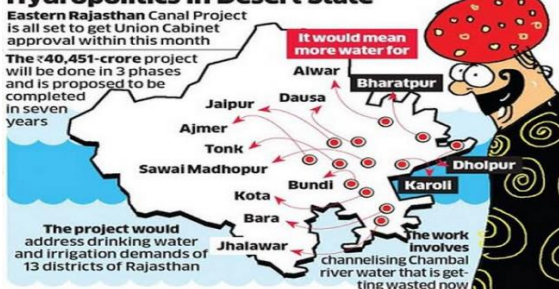 Hydropolitics in Desert State
Eastern Rajasthan Canal Project
is all set to get Union Cabinet
approval within this month
The ₹40,451-crore project
will be done in 3 phases
and is proposed to be
completed
in seven
years
It would mean
more water for
Alwar
Bharatpur
Dausa
Jaipur
Ajmer
Tonk
Sawai Madhopur
Dholpur
Bundi
Karoli
Kota
Bara
Jhalawar
The project would
address drinking water
and irrigation demands of
13 districts of Rajasthan
The work
involves
channelising Chambal
river water that is get-
ting wasted now